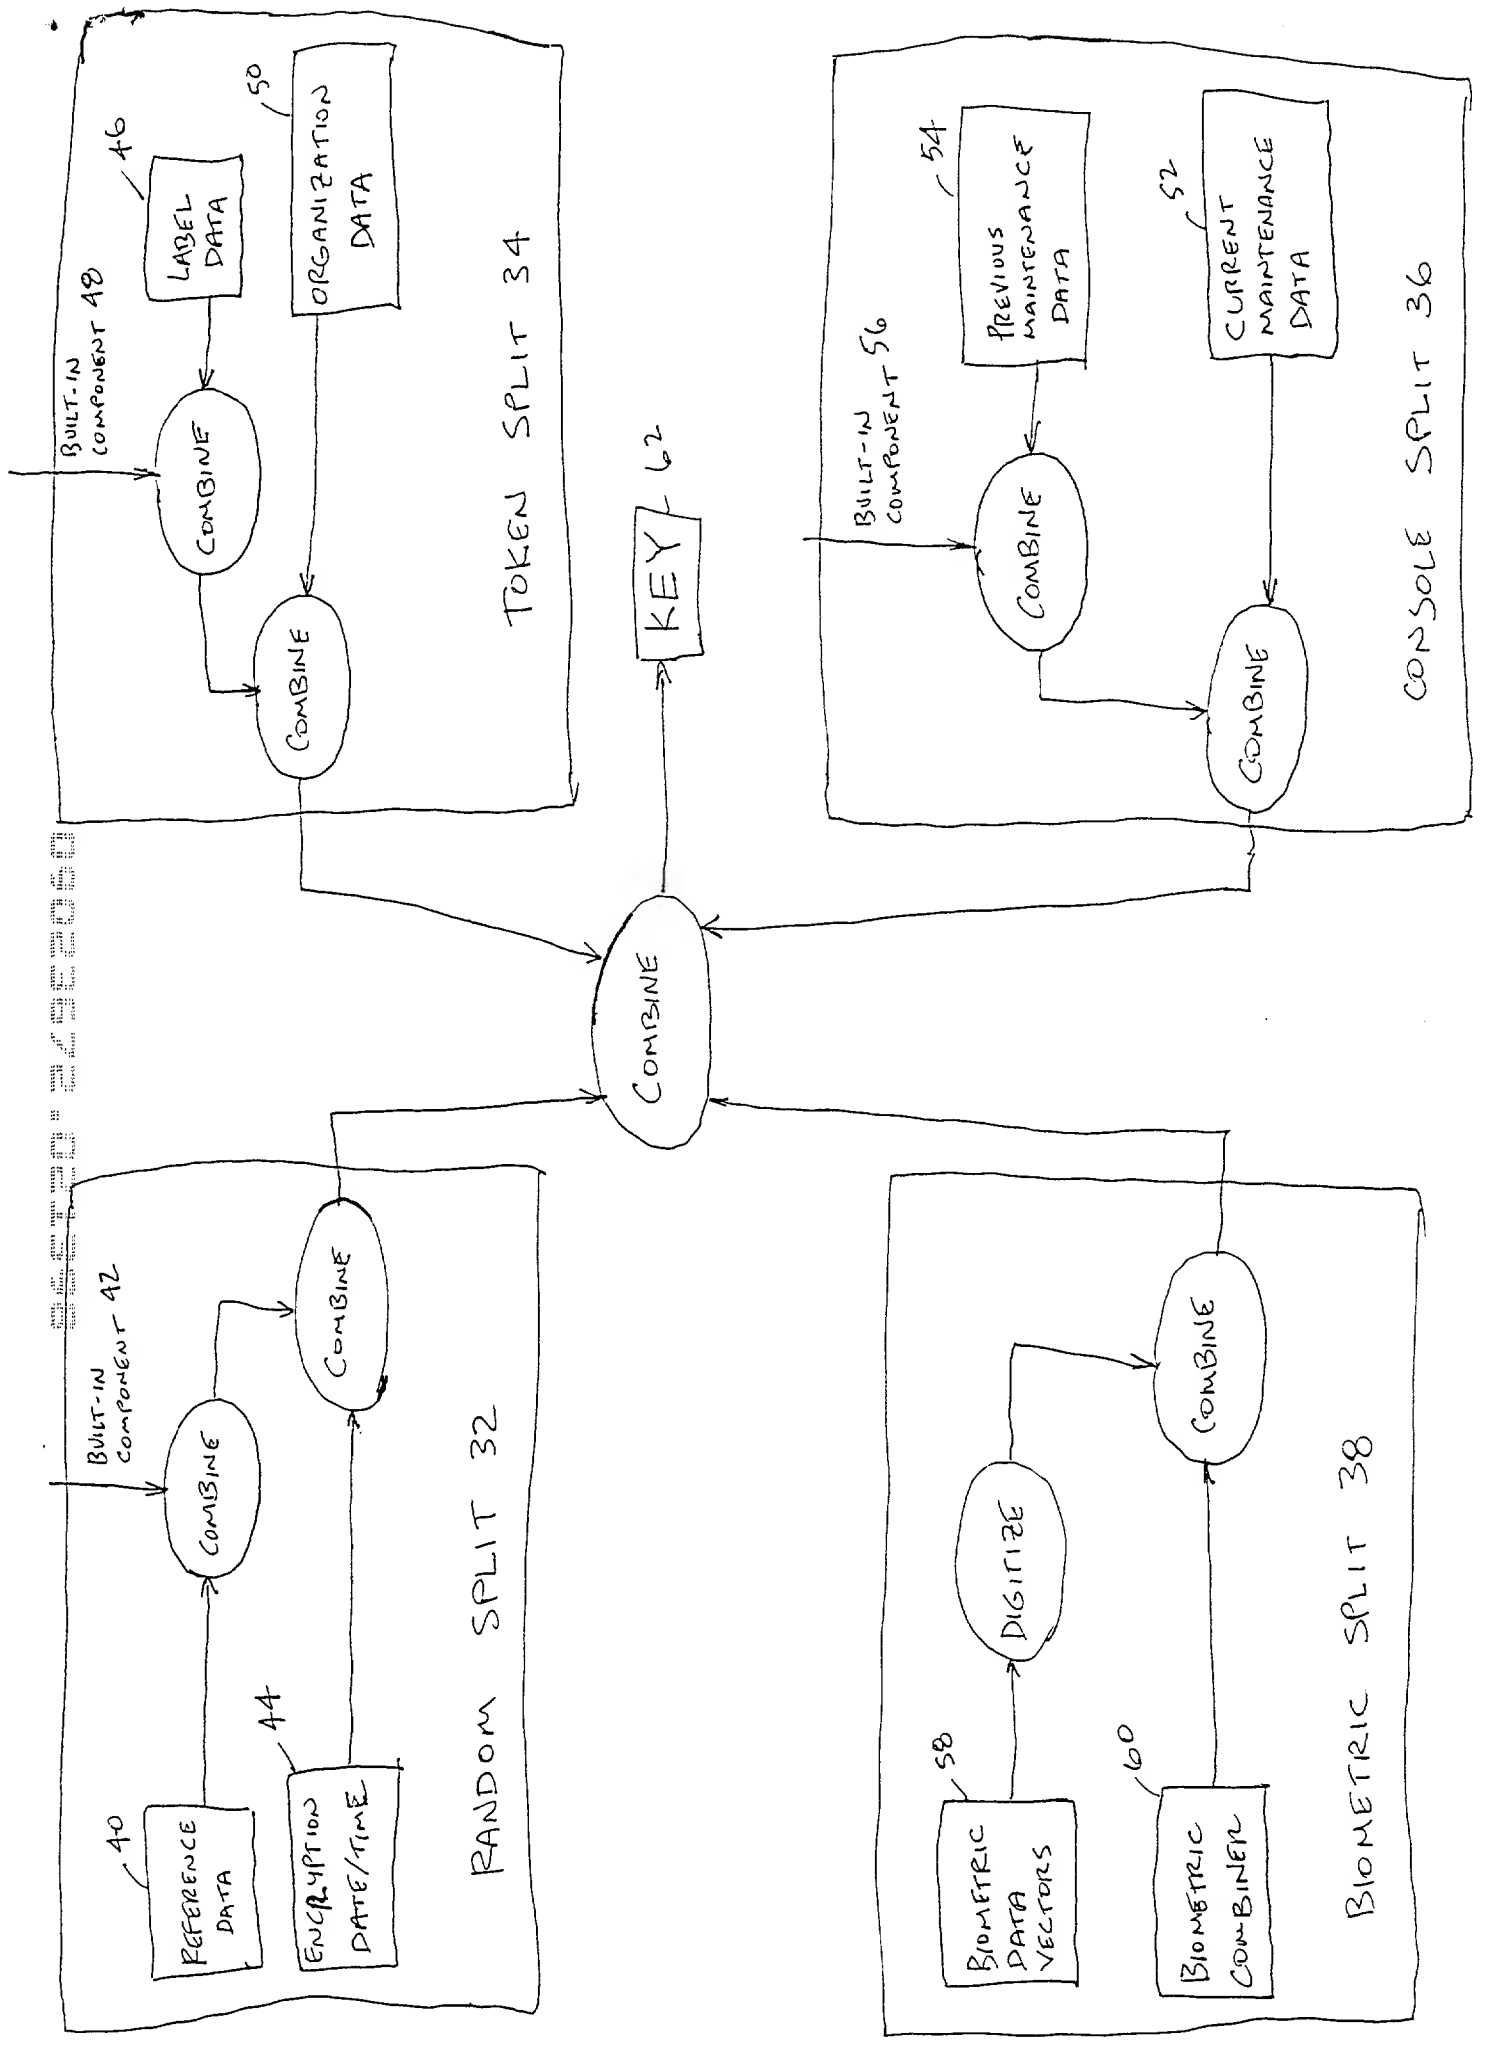 BUILT-IN
COMPONENT 42
40
REFERENCE
DATA
COMBINE
44
ENCRYPTION
DATE/TIME
COMBINE
RANDOM SPLIT 32
BUILT-IN
COMPONENT 48
46
LABEL
DATA
COMBINE
50
ORGANIZATION
DATA
COMBINE
TOKEN SPLIT 34
COMBINE
KEY
62
58
BIOMETRIC
DATA
VECTORS
DIGITIZE
60
BIOMETRIC
COMBINER
COMBINE
BIOMETRIC SPLIT 38
BUILT-IN
COMPONENT 56
54
PREVIOUS
MAINTENANCE
DATA
COMBINE
52
CURRENT
MAINTENANCE
DATA
COMBINE
CONSOLE SPLIT 36